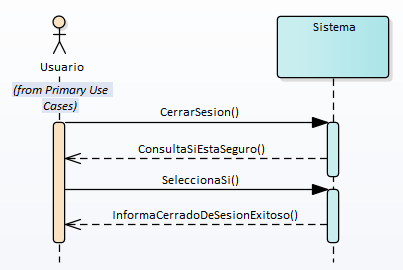 Sistema
Usuario
(from Primary Use
Cases)
CerrarSesion()
ConsultaSiEstaSeguro()
SeleccionaSi()
InformaCerradoDeSesionExitoso()